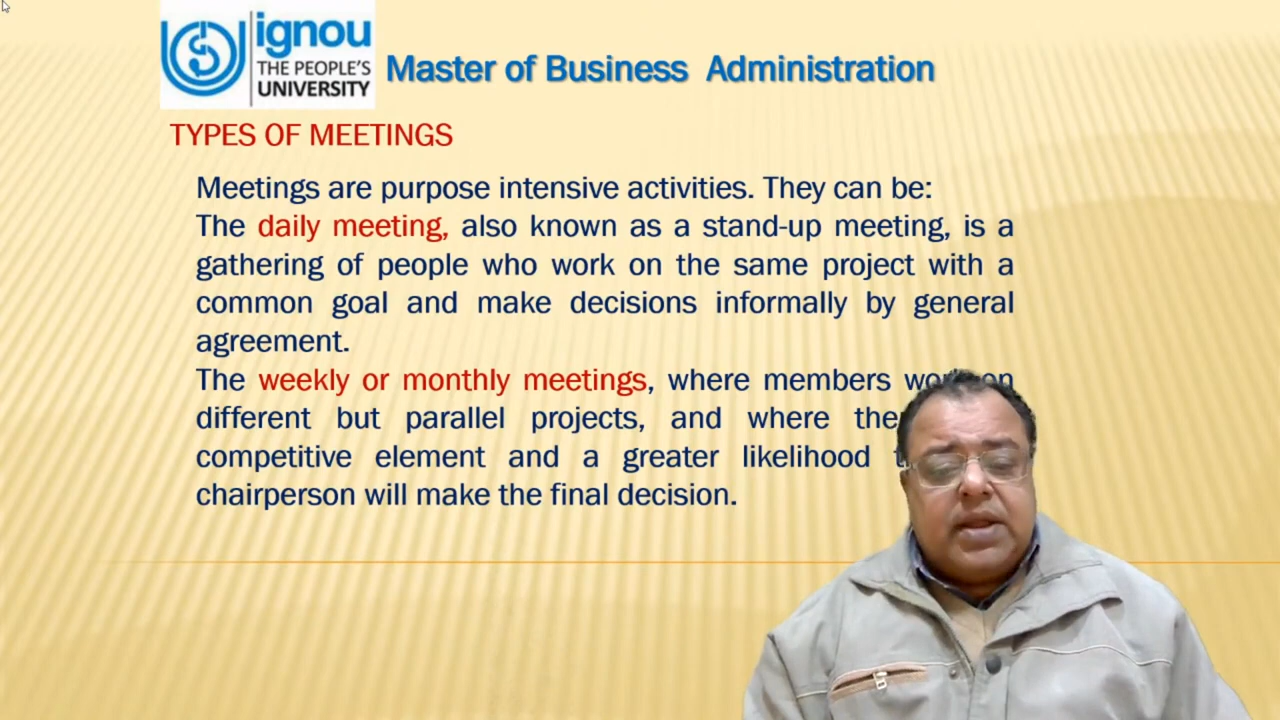 ignou
THE PEOPLE'S
UNIVERSITY
Master of Business Administration
TYPES OF MEETINGS
Meetings are purpose intensive activities. They can be:
The daily meeting, also known as a stand-up meeting, is a
gathering of people who work on the same project with a
common goal and make decisions informally by general
agreement.
The weekly or monthly meetings, where members work on
different but parallel projects, and where
competitive element and a greater likelihood
chairperson will make the final decision.